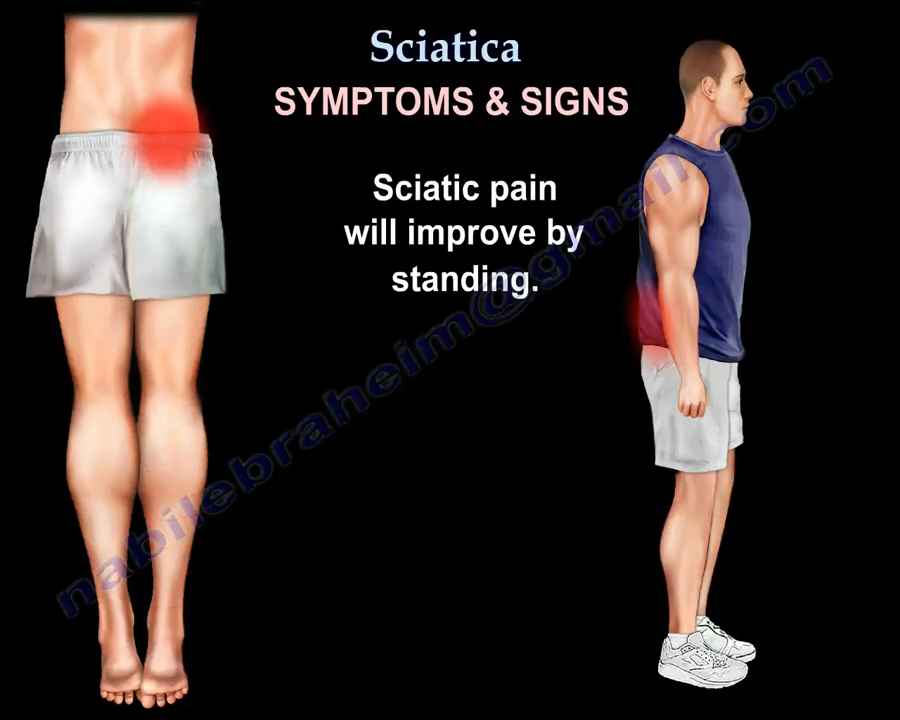 Sciatica
SYMPTOMS & SIGNS
Sciatic pain
will improve by
standing.
nabilebraheim@gmail.com